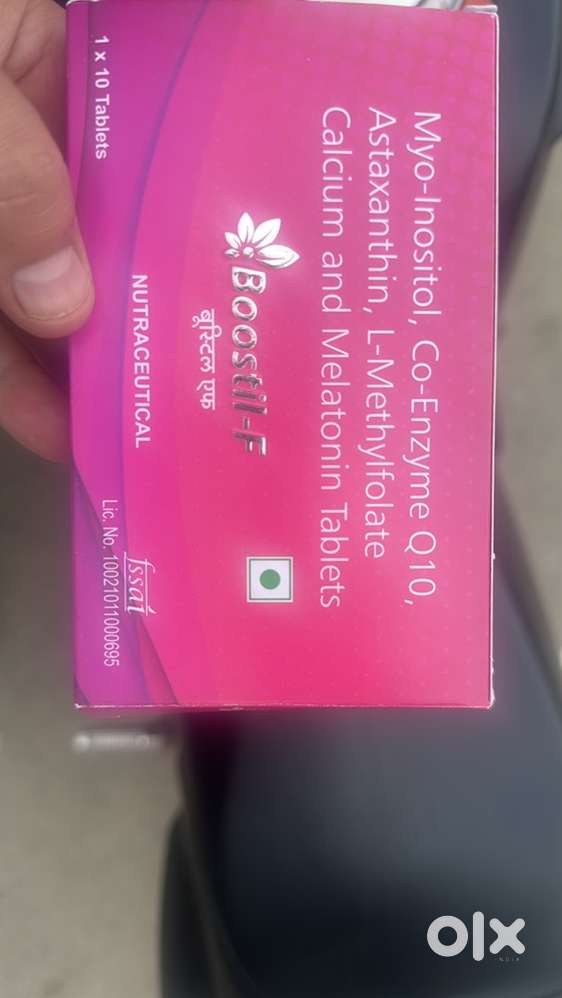 Myo-Inositol, Co-Enzyme Q10,
Astaxanthin, L-Methylfolate
Calcium and Melatonin Tablets
Boostil-F
बूस्टिल एफ
NUTRACEUTICAL
1 x 10 Tablets
fssai
Lic. No. 10021011000695
OLX
INDIA